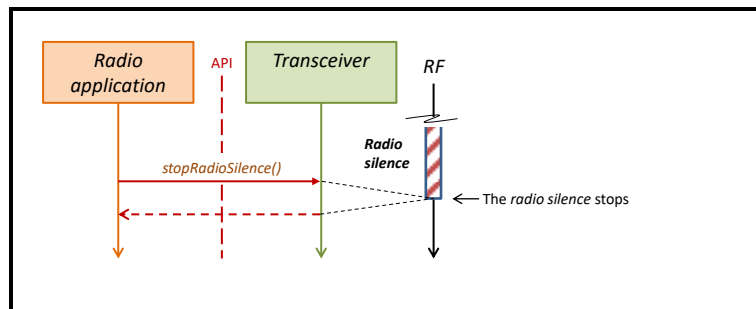 Radio
application
API
Transceiver
RF
Radio
silence
stopRadioSilence()
The radio silence stops